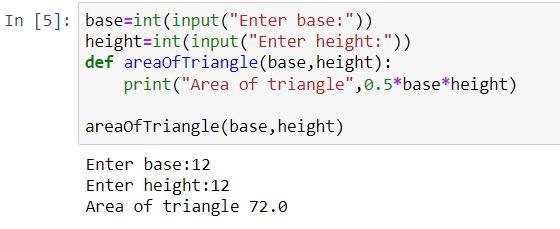 In [5]: base=int(input("Enter base:"))
height=int(input("Enter height:"))
def areaOfTriangle(base,height):
    print("Area of triangle",0.5*base*height)
areaOfTriangle(base,height)
Enter base:12
Enter height:12
Area of triangle 72.0